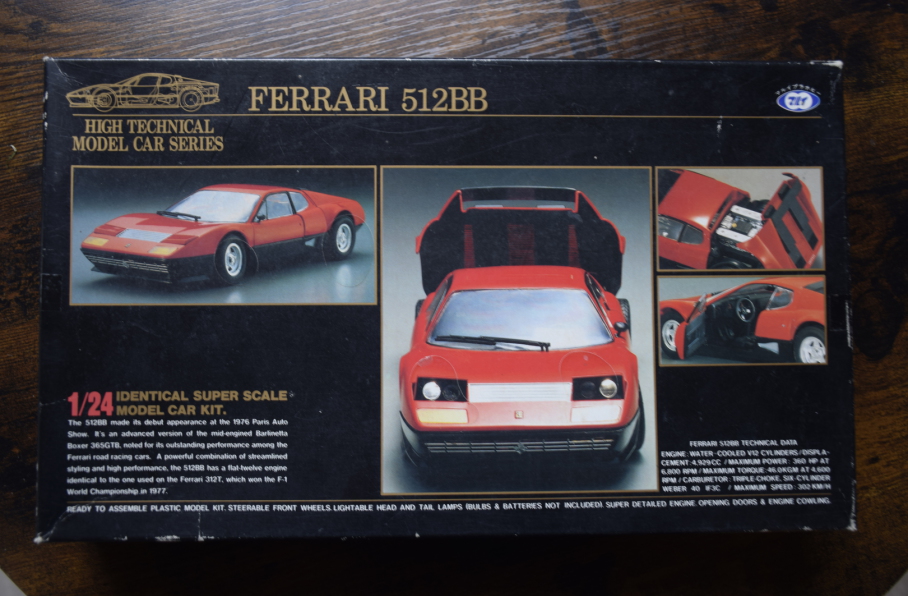 FERRARI 512BB
HIGH TECHNICAL
MODEL CAR SERIES
1/24 IDENTICAL SUPER SCALE
MODEL CAR KIT.
The 512BB made its debut appearance at the 1976 Paris Auto
Show. It's an advanced version of the mid-engined Barlinetta
Boxer 365GTB, noted for its outstanding performance among the
Ferrari road racing cars. A powerful combination of streamlined
styling and high performance, the 512BB has a flat-twelve engine
identical to the one used on the Ferrari 312T, which won the F-1
World Championship in 1977.
FERRARI 512BB TECHNICAL DATA
ENGINE: WATER-COOLED V12 CYLINDERS/DISPLA-
CEMENT: 4,929CC / MAXIMUM POWER: 360 HP AT
6,800 RPM / MAXIMUM TORQUE: 46.0KGM AT 4,600
RPM / CARBURETOR: TRIPLE-CHOKE, SIX-CYLINDER
WEBER 40 IF3C / MAXIMUM SPEED: 302 KM/H
READY TO ASSEMBLE PLASTIC MODEL KIT. STEERABLE FRONT WHEELS. LIGHTABLE HEAD AND TAIL LAMPS (BULBS & BATTERIES NOT INCLUDED). SUPER DETAILED ENGINE. OPENING DOORS & ENGINE COWLING.